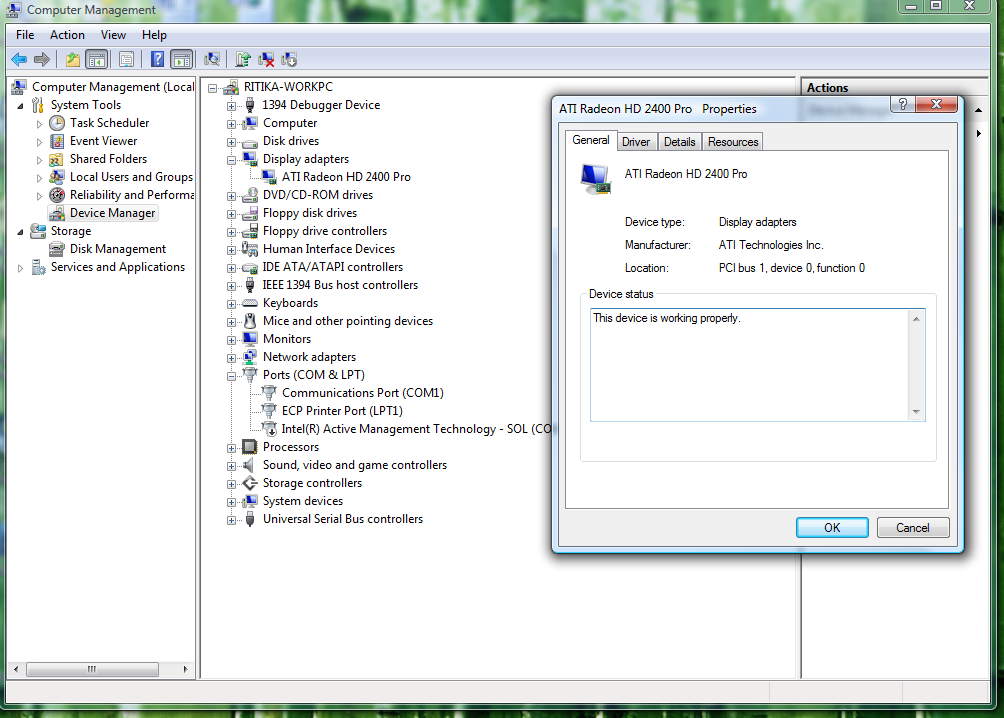 Computer Management
File Action View Help
Computer Management (Local
System Tools
Task Scheduler
Event Viewer
Shared Folders
Local Users and Groups
Reliability and Performa
Device Manager
Storage
Disk Management
Services and Applications
RITIKA-WORKPC
1394 Debugger Device
Computer
Disk drives
Display adapters
ATI Radeon HD 2400 Pro
DVD/CD-ROM drives
Floppy disk drives
Floppy drive controllers
Human Interface Devices
IDE ATA/ATAPI controllers
IEEE 1394 Bus host controllers
Keyboards
Mice and other pointing devices
Monitors
Network adapters
Ports (COM & LPT)
Communications Port (COM1)
ECP Printer Port (LPT1)
Intel(R) Active Management Technology - SOL (CO
Processors
Sound, video and game controllers
Storage controllers
System devices
Universal Serial Bus controllers
Actions
ATI Radeon HD 2400 Pro Properties
General Driver Details Resources
ATI Radeon HD 2400 Pro
Device type: Display adapters
Manufacturer: ATI Technologies Inc.
Location: PCI bus 1, device 0, function 0
Device status
This device is working properly.
OK Cancel